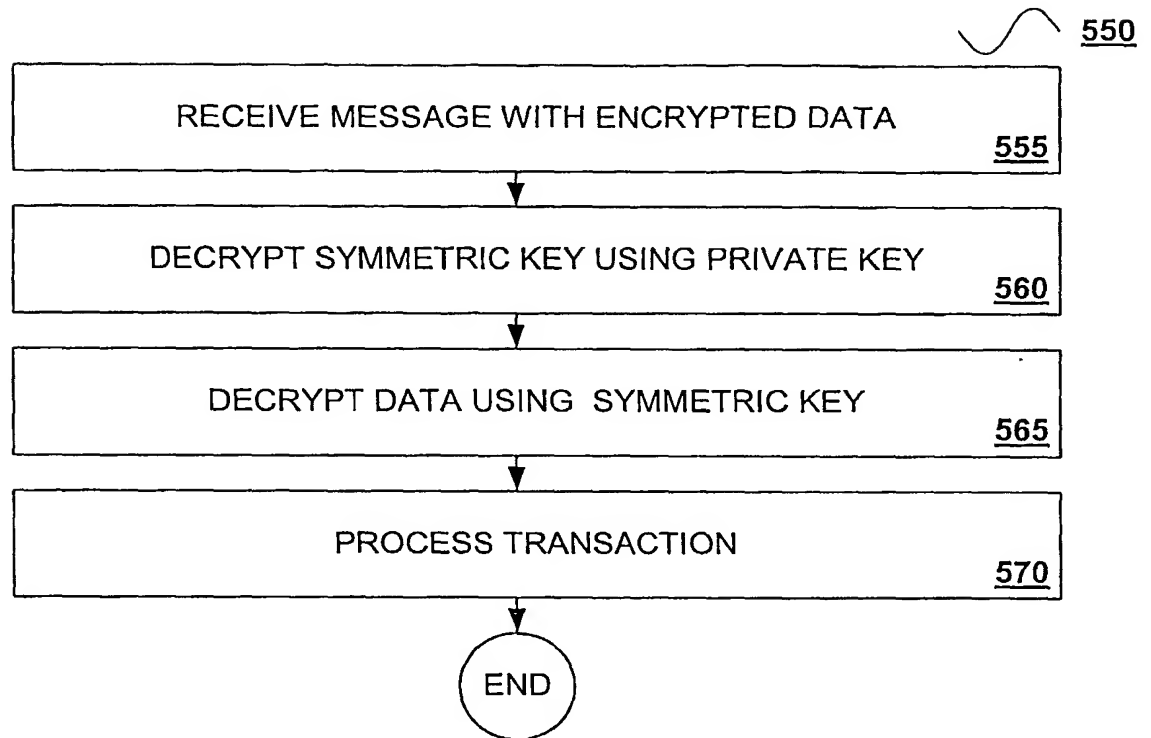 550
RECEIVE MESSAGE WITH ENCRYPTED DATA
555
DECRYPT SYMMETRIC KEY USING PRIVATE KEY
560
DECRYPT DATA USING SYMMETRIC KEY
565
PROCESS TRANSACTION
570
END